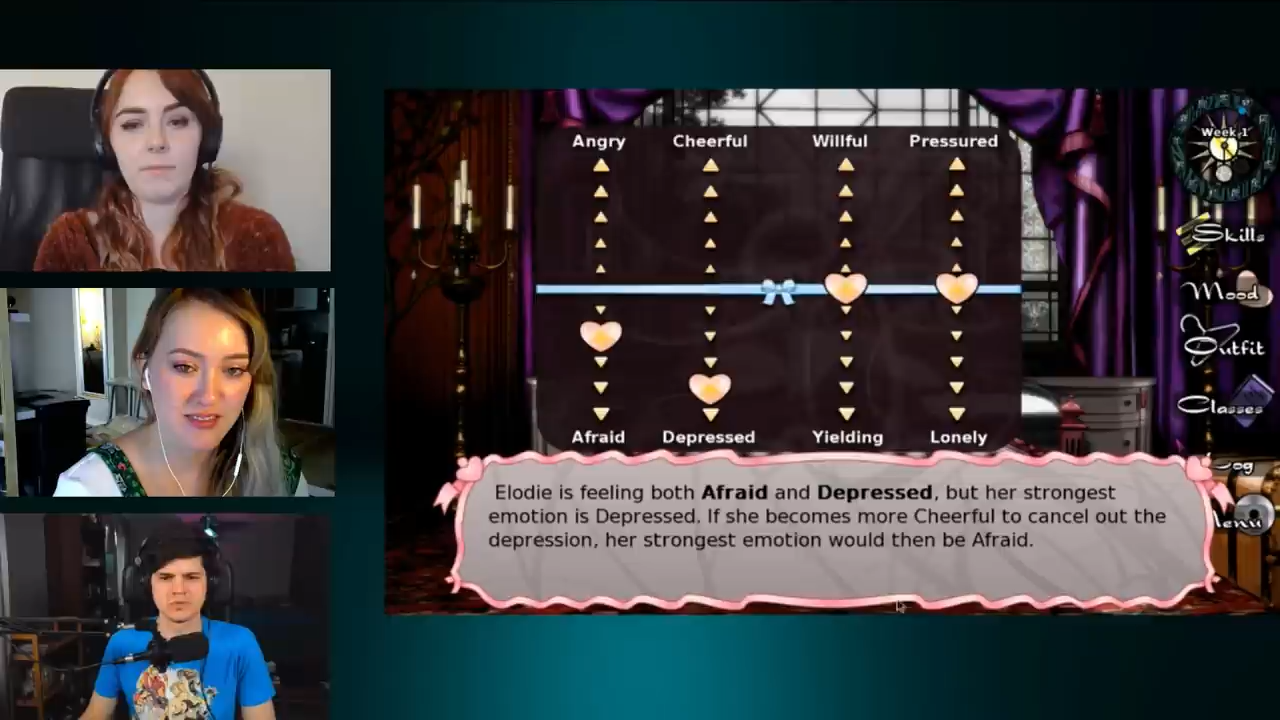 Angry Cheerful Willful Pressured
Week 1
Skills
Mood
Outfit
Classes
Afraid Depressed Yielding Lonely
Elodie is feeling both Afraid and Depressed, but her strongest
emotion is Depressed. If she becomes more Cheerful to cancel out the
depression, her strongest emotion would then be Afraid.